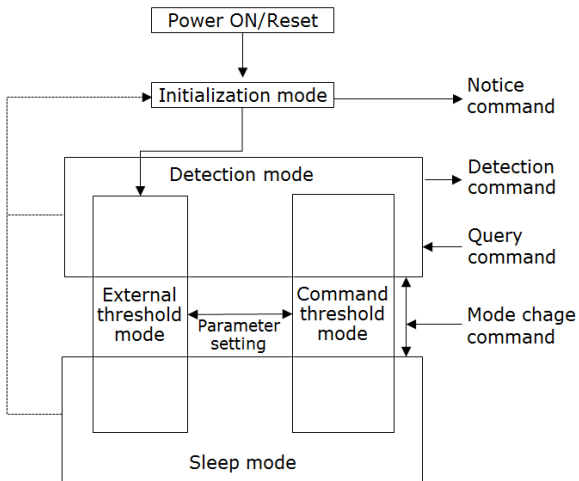 Power ON/Reset
Initialization mode
Notice
command
Detection mode
Detection
command
Query
command
External
threshold
mode
Parameter
setting
Command
threshold
mode
Mode chage
command
Sleep mode